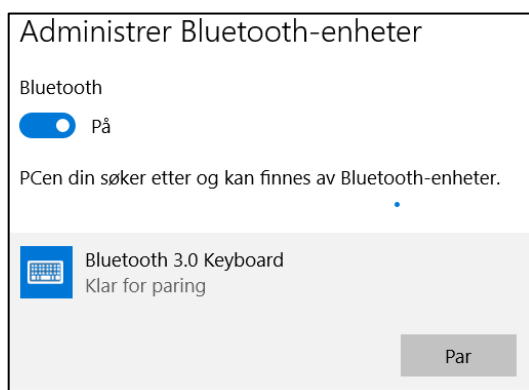 Administrer Bluetooth-enheter
Bluetooth
På
PCen din søker etter og kan finnes av Bluetooth-enheter.
Bluetooth 3.0 Keyboard
Klar for paring
Par